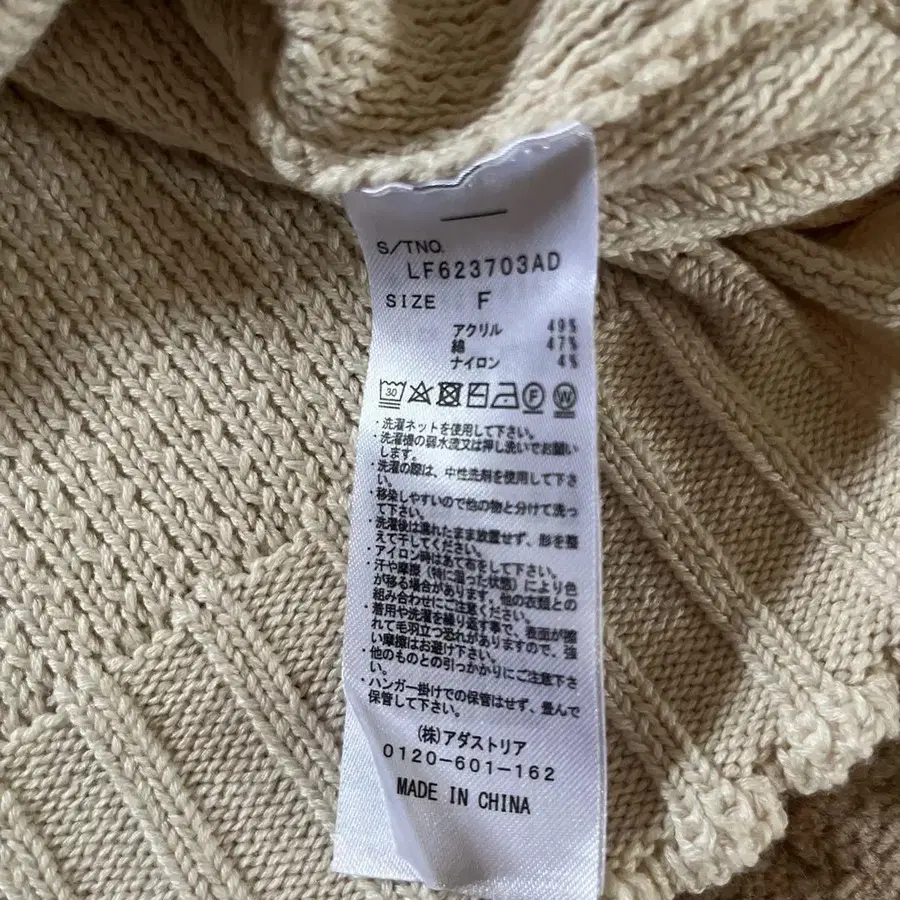 S/TNO.
LF623703AD
SIZE F
アクリル 49%
綿 47%
ナイロン 4%
30 F W
・洗濯ネットを使用して下さい。
・洗濯機の弱水流又は押し洗いでお願い
します。
・洗濯の際は、中性洗剤を使用して下さ
い。
・移染しやすいので他の物と分けて洗っ
て下さい。
・洗濯後は濡れたまま放置せず、形を整
えて干してください。
・アイロン時はあて布をして下さい。
・汗や摩擦（特に湿った状態）により色
が移る場合があります。他の衣類との
組み合わせにご注意ください。
・着用や洗濯を繰り返す事で、表面が擦
れて毛羽立つ恐れがありますので、強
い摩擦はお避け下さい。
・他のものとの引っかかりにご注意下さ
い。
・ハンガー掛けでの保管はせず、畳んで
保管して下さい。
(株)アダストリア
0120-601-162
MADE IN CHINA